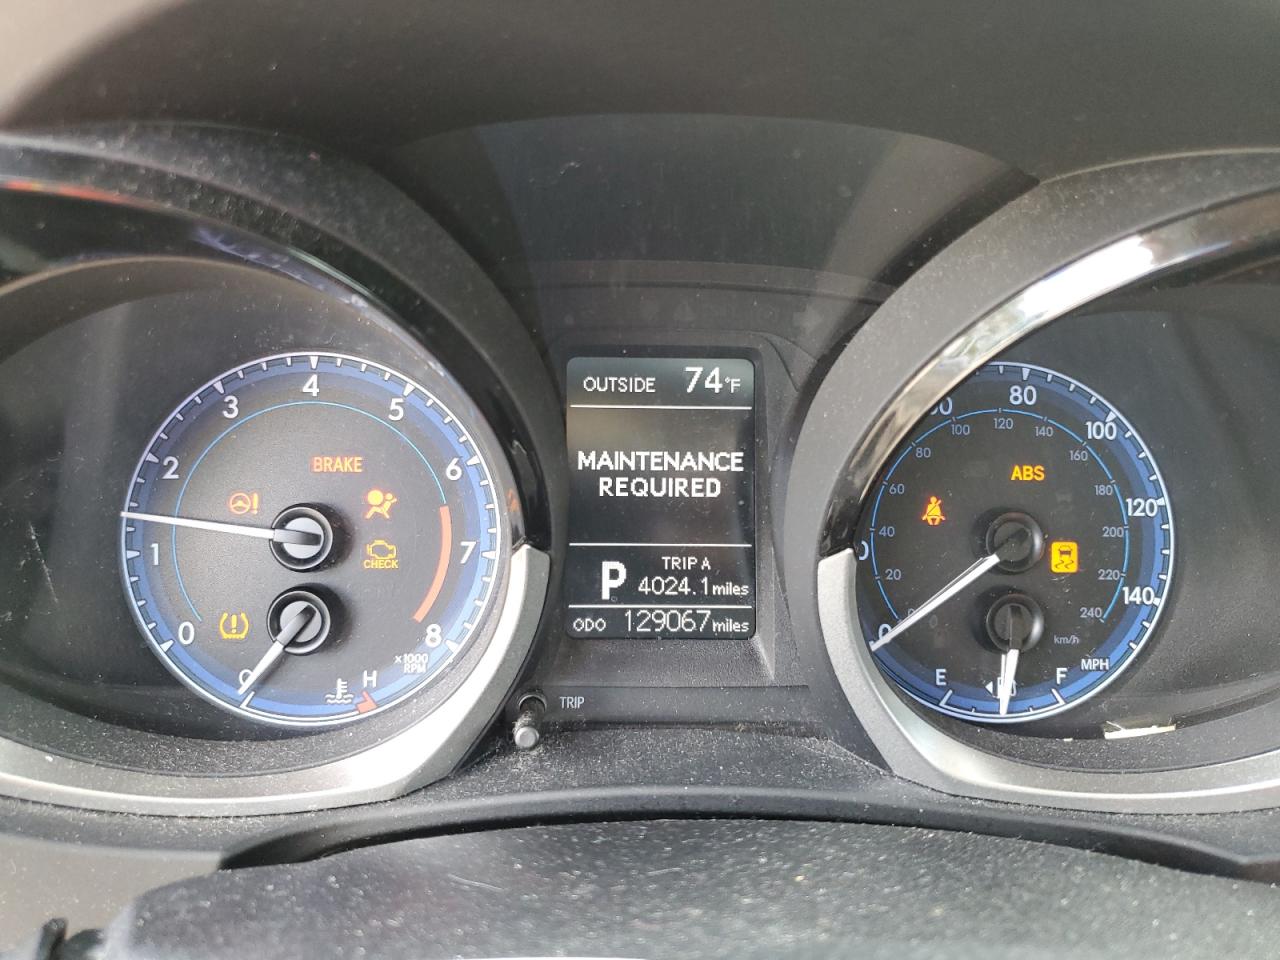 0
1
2
3
4
5
6
7
8
x1000
RPM
BRAKE
CHECK
H
OUTSIDE 74°F
MAINTENANCE
REQUIRED
P
TRIP A
4024.1 miles
ODO 129067 miles
TRIP
80
100
120
140
MPH
0
20
40
60
80
100
120
140
160
180
200
220
240
km/h
ABS
E
F